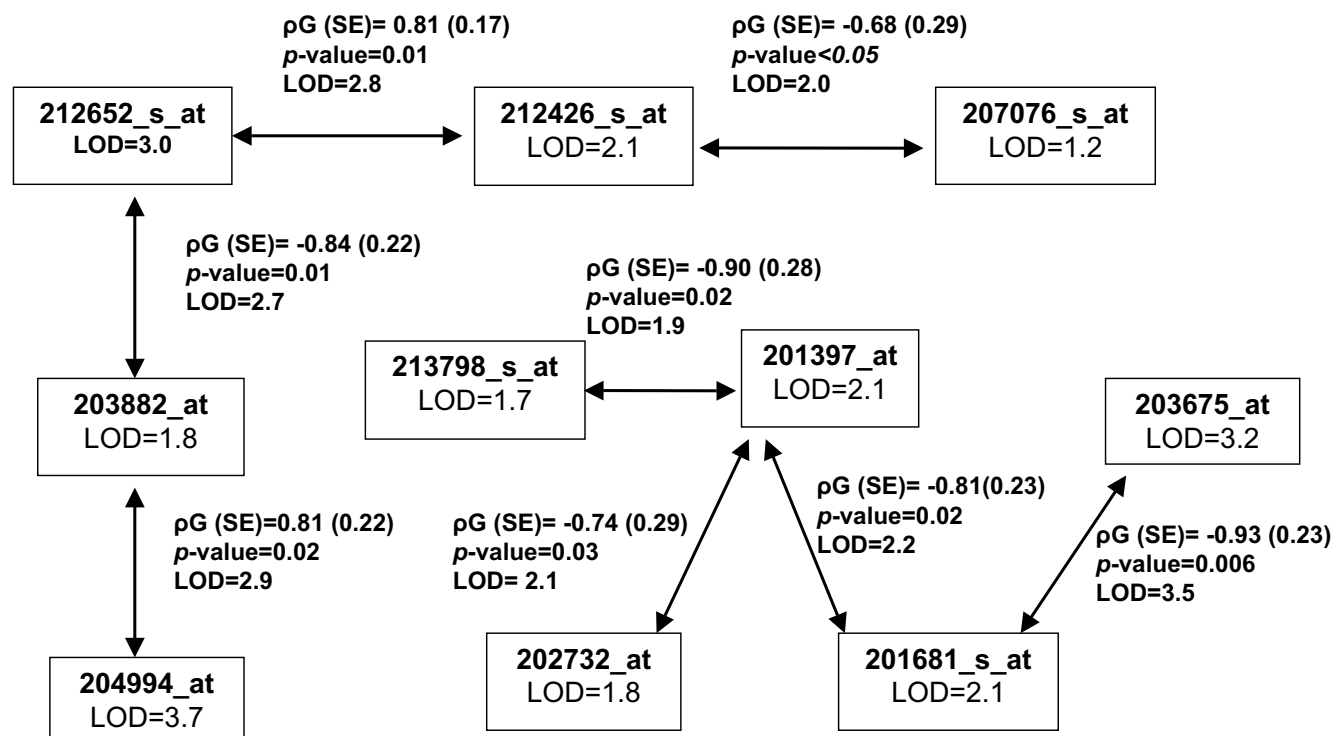 ρG (SE)= 0.81 (0.17)
p-value=0.01
LOD=2.8
ρG (SE)= -0.68 (0.29)
p-value<0.05
LOD=2.0
212652_s_at
LOD=3.0
212426_s_at
LOD=2.1
207076_s_at
LOD=1.2
ρG (SE)= -0.84 (0.22)
p-value=0.01
LOD=2.7
ρG (SE)= -0.90 (0.28)
p-value=0.02
LOD=1.9
213798_s_at
LOD=1.7
201397_at
LOD=2.1
203882_at
LOD=1.8
203675_at
LOD=3.2
ρG (SE)=0.81 (0.22)
p-value=0.02
LOD=2.9
ρG (SE)= -0.74 (0.29)
p-value=0.03
LOD= 2.1
ρG (SE)= -0.81(0.23)
p-value=0.02
LOD=2.2
ρG (SE)= -0.93 (0.23)
p-value=0.006
LOD=3.5
204994_at
LOD=3.7
202732_at
LOD=1.8
201681_s_at
LOD=2.1